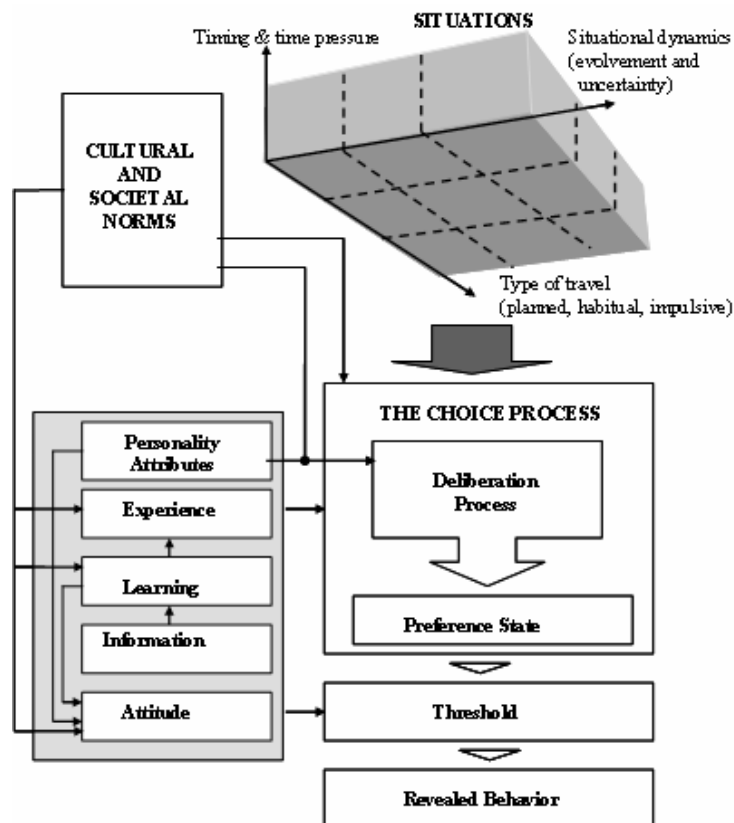 SITUATIONS
Timing & time pressure
Situational dynamics
(evolvement and
uncertainty)
CULTURAL
AND
SOCIETAL
NORMS
Type of travel
(planned, habitual, impulsive)
THE CHOICE PROCESS
Personality
Attributes
Deliberation
Process
Experience
Learning
Information
Preference State
Attitude
Threshold
Revealed Behavior